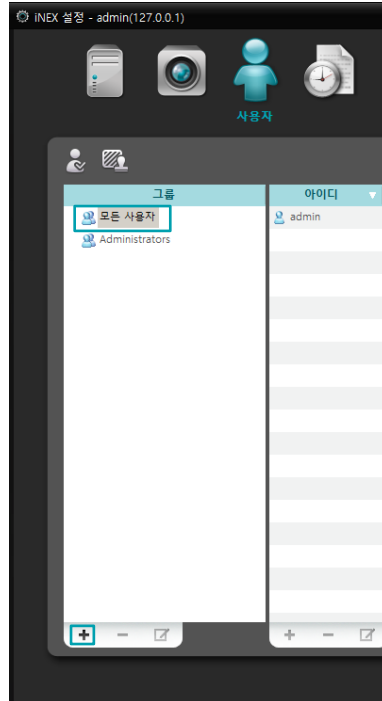 iNEX 설정 - admin(127.0.0.1)
사용자
그룹
아이디
모든 사용자
admin
Administrators